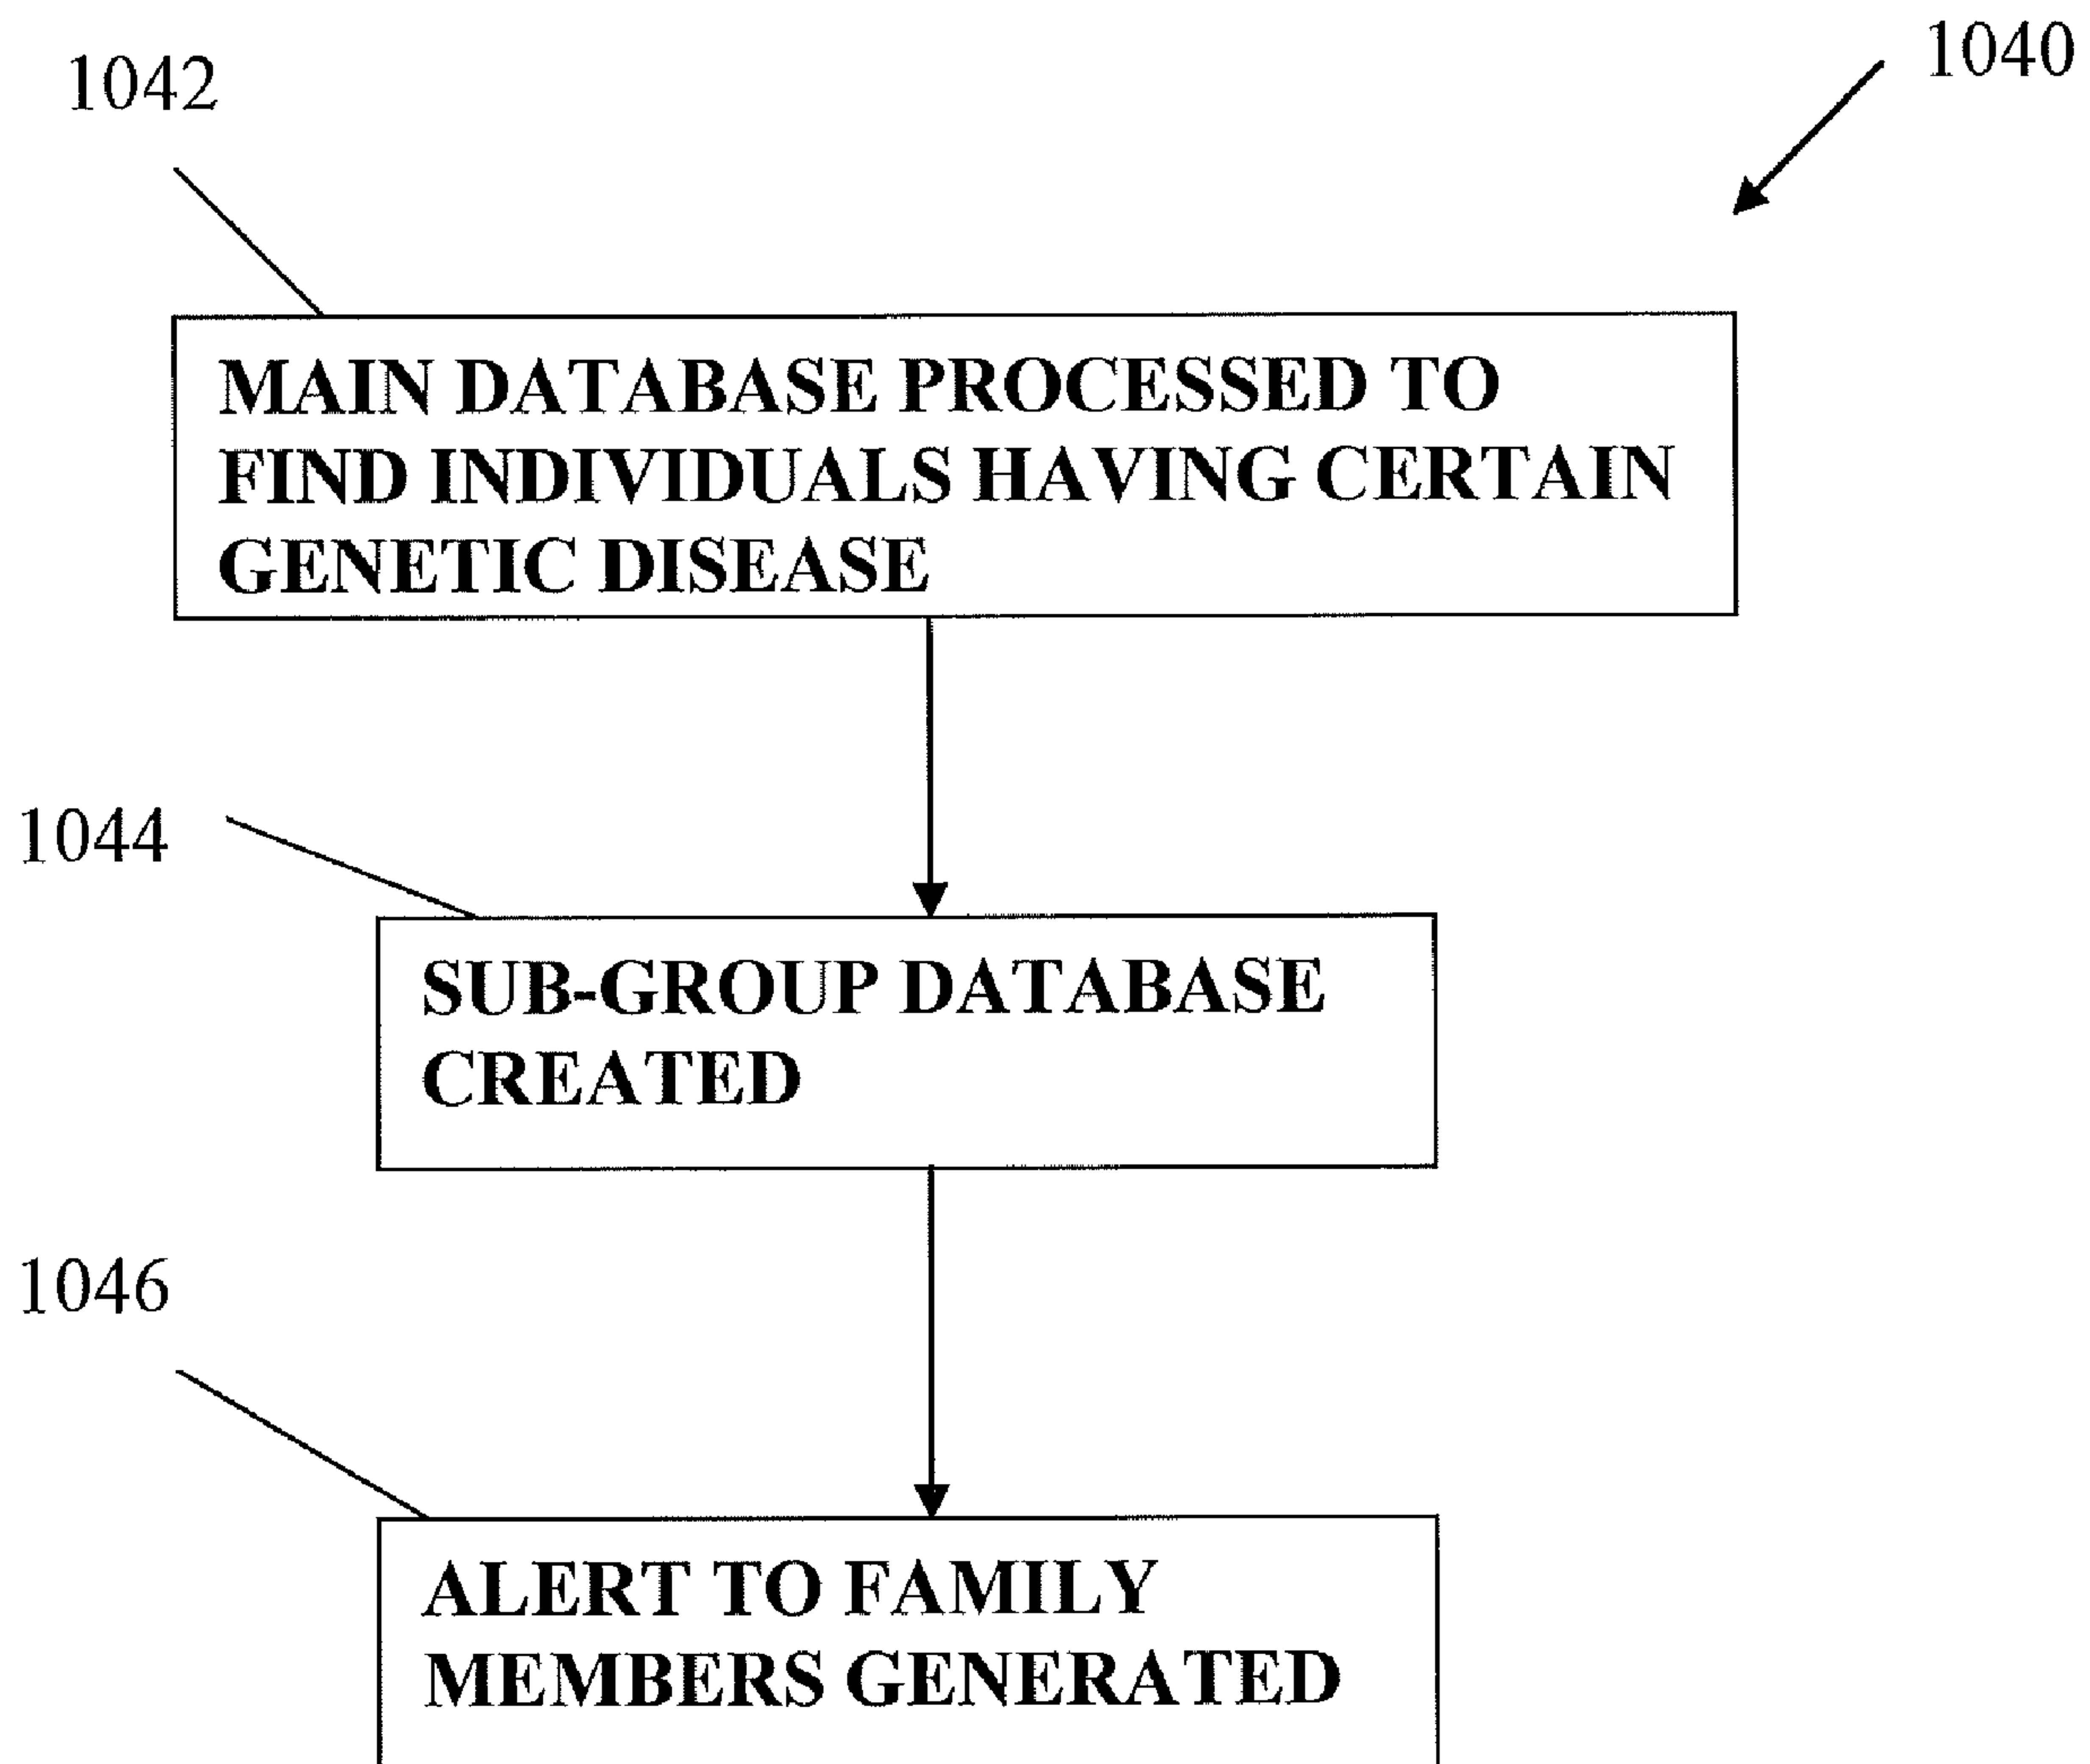 1040
1042
MAIN DATABASE PROCESSED TO
FIND INDIVIDUALS HAVING CERTAIN
GENETIC DISEASE
1044
SUB-GROUP DATABASE
CREATED
1046
ALERT TO FAMILY
MEMBERS GENERATED